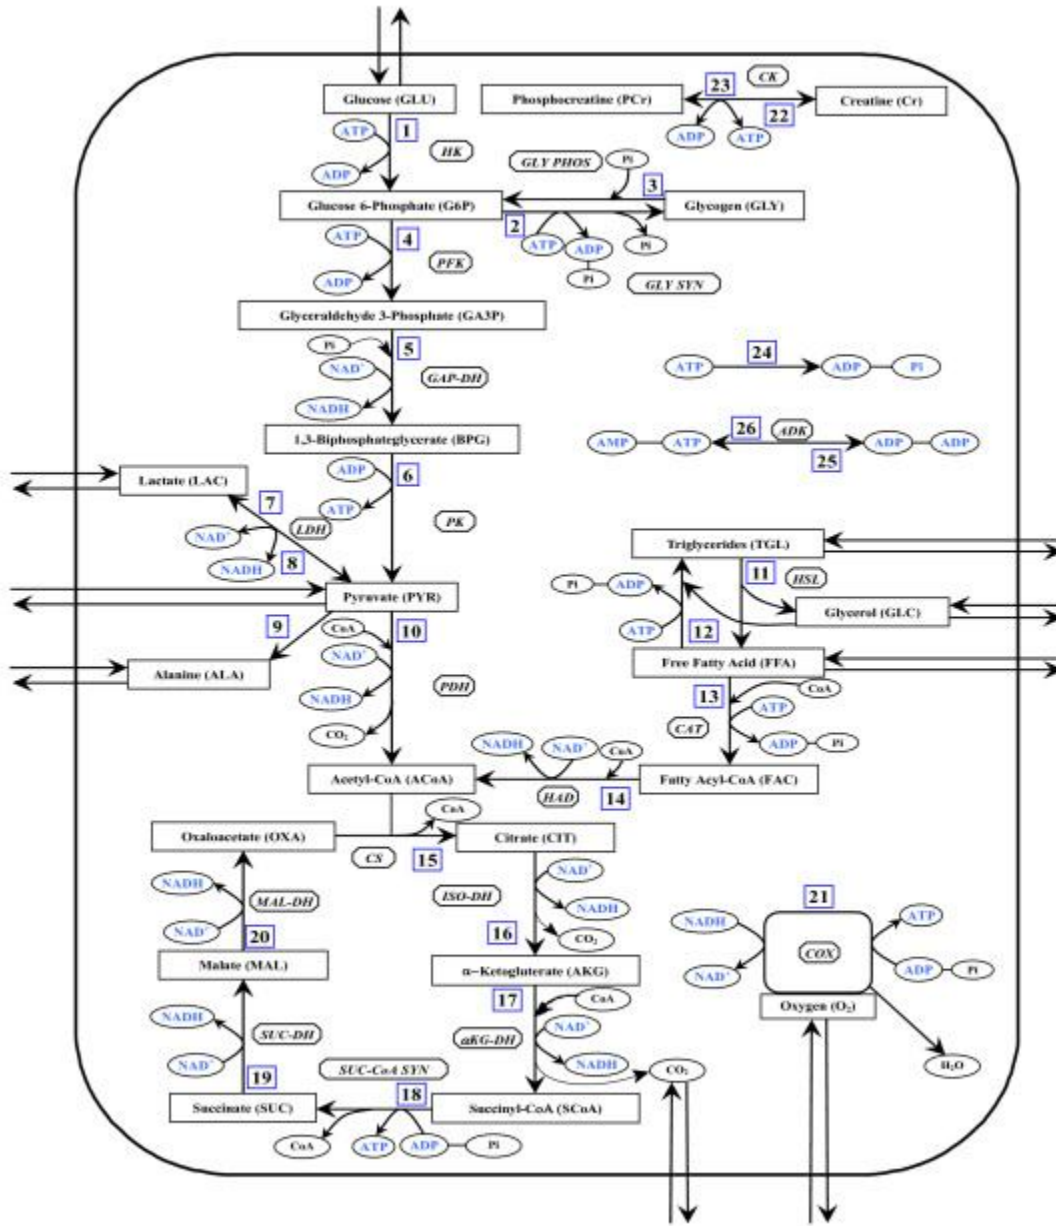 Glucose (GLU)
ATP
1
HK
ADP
Phosphocreatine (PCr)
23
CK
22
Creatine (Cr)
ADP
ATP
GLY PHOS
Pi
3
Glucose 6-Phosphate (G6P)
2
Glycogen (GLY)
ATP
ADP
Pi
Pi
GLY SYN
ATP
4
PFK
ADP
Glyceraldehyde 3-Phosphate (GA3P)
Pi
5
NAD+
GAP-DH
NADH
ATP
24
ADP
Pi
1,3-Biphosphateglycerate (BPG)
AMP
ATP
26
ADK
25
ADP
ADP
ADP
6
ATP
PK
Lactate (LAC)
7
LDH
NAD+
NADH
8
Pyruvate (PYR)
9
Alanine (ALA)
Triglycerides (TGL)
11
HSL
Pi
ADP
ATP
12
Glycerol (GLC)
Free Fatty Acid (FFA)
CoA
10
NAD+
NADH
PDH
CO2
13
CoA
ATP
CAT
ADP
Pi
Acetyl-CoA (ACoA)
NADH
NAD+
CoA
HAD
14
Fatty Acyl-CoA (FAC)
Oxaloacetate (OXA)
CoA
CS
15
Citrate (CIT)
NADH
MAL-DH
NAD+
20
ISO-DH
NAD+
NADH
16
CO2
Malate (MAL)
α-Ketogluterate (AKG)
21
NADH
ATP
COX
NAD+
ADP
Pi
Oxygen (O2)
H2O
17
CoA
NAD+
αKG-DH
NADH
CO2
NADH
SUC-DH
NAD+
19
SUC-CoA SYN
18
Succinate (SUC)
Succinyl-CoA (SCoA)
CoA
ATP
ADP
Pi